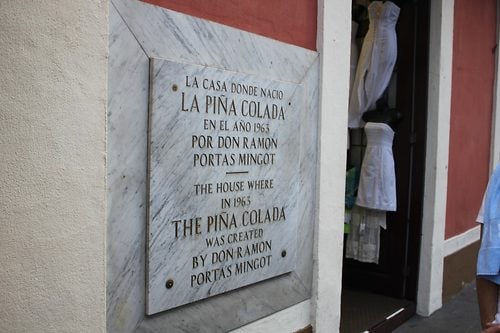 LA CASA DONDE NACIO
LA PIÑA COLADA
EN EL AÑO 1963
POR DON RAMON
PORTAS MINGOT
THE HOUSE WHERE
IN 1963
THE PIÑA COLADA
WAS CREATED
BY DON RAMON
PORTAS MINGOT